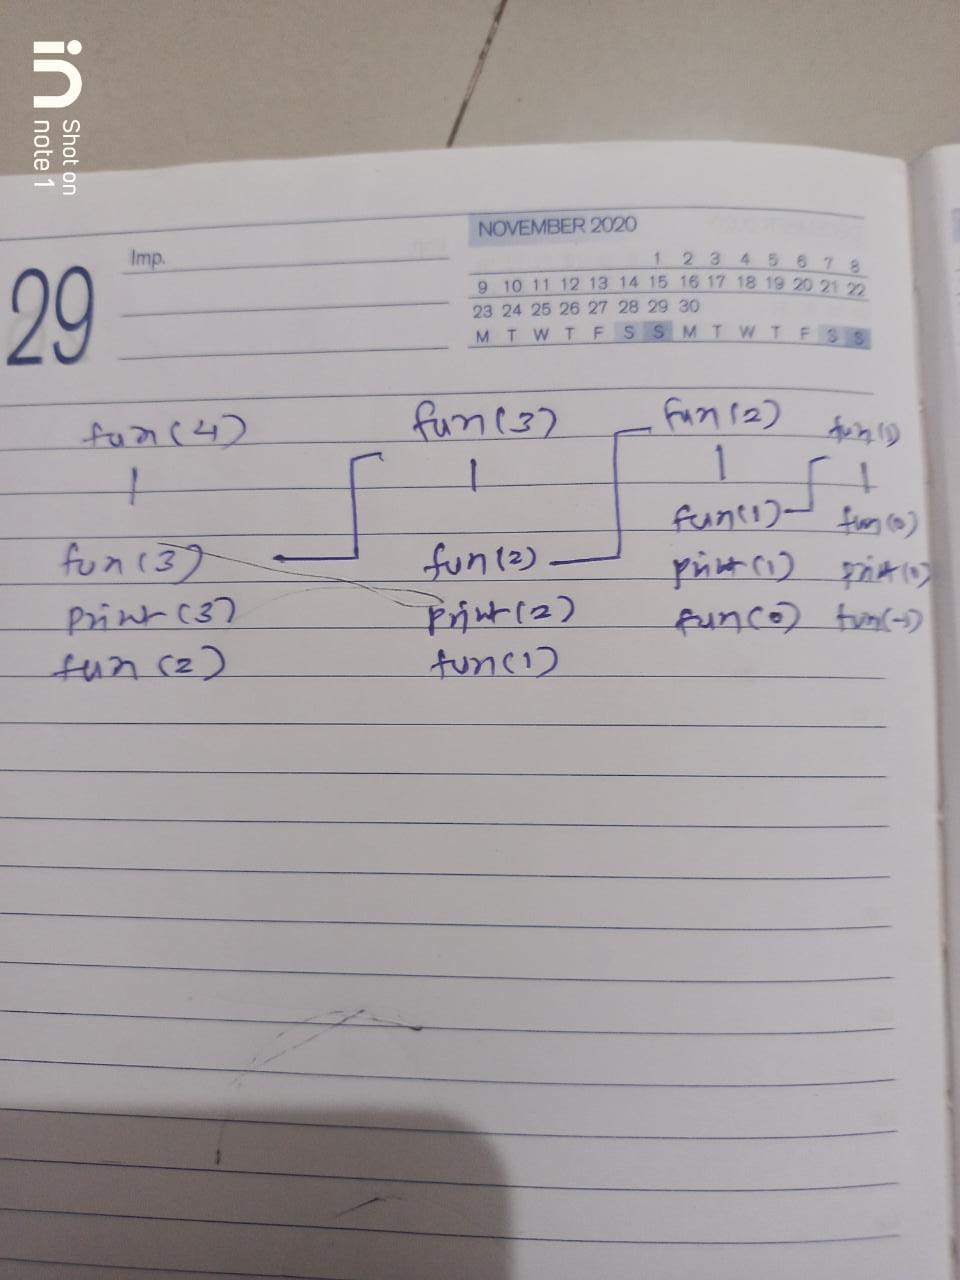 in
Shot on
note 1
29
Imp.
NOVEMBER 2020
1 2 3 4 5 6 7 8
9 10 11 12 13 14 15 16 17 18 19 20 21 22
23 24 25 26 27 28 29 30
M T W T F S S M T W T F S S
fun(4) fun(3) fun(2) fun(1)
fun(1) fun(0)
fun(3) fun(2) print(1) print(0)
print(3) print(2) fun(0) fun(-1)
fun(2) fun(1)